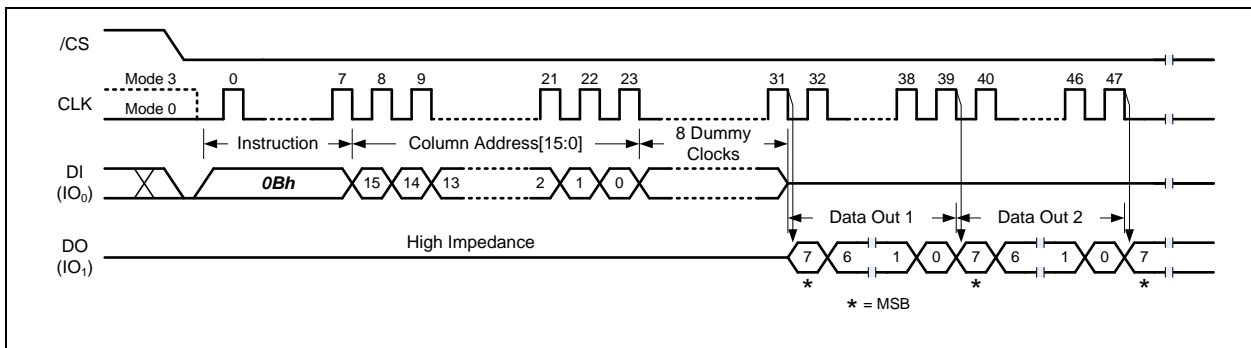 /CS
Mode 3 0 7 8 9 21 22 23 31 32 38 39 40 46 47
CLK
Mode 0
Instruction Column Address[15:0] 8 Dummy
Clocks
DI
(IO0) 0Bh 15 14 13 2 1 0
Data Out 1 Data Out 2
DO High Impedance
(IO1) 7 6 1 0 7 6 1 0 7
* * *
* = MSB